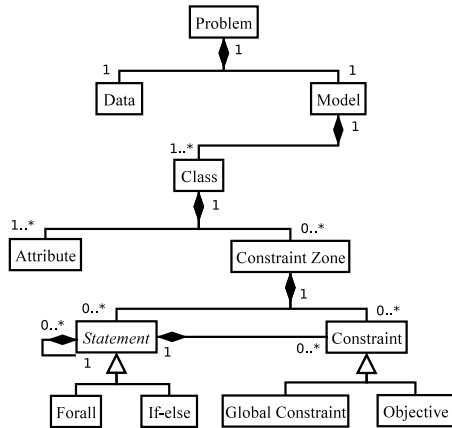 Problem
1
1
1
Data
Model
1
1..*
Class
1
1..*
0..*
Attribute
Constraint Zone
1
0..*
0..*
0..*
Statement
Constraint
1
1
0..*
Forall
If-else
Global Constraint
Objective